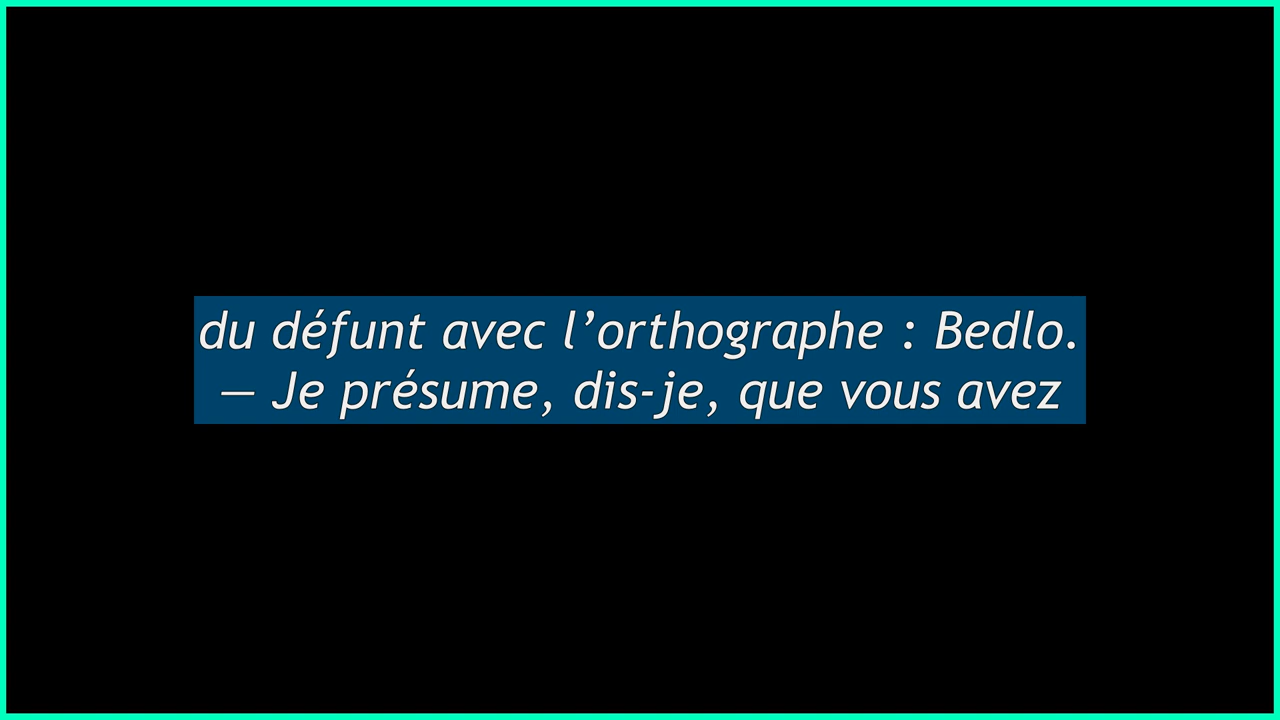 du défunt avec l’orthographe : Bedlo.
— Je présume, dis-je, que vous avez